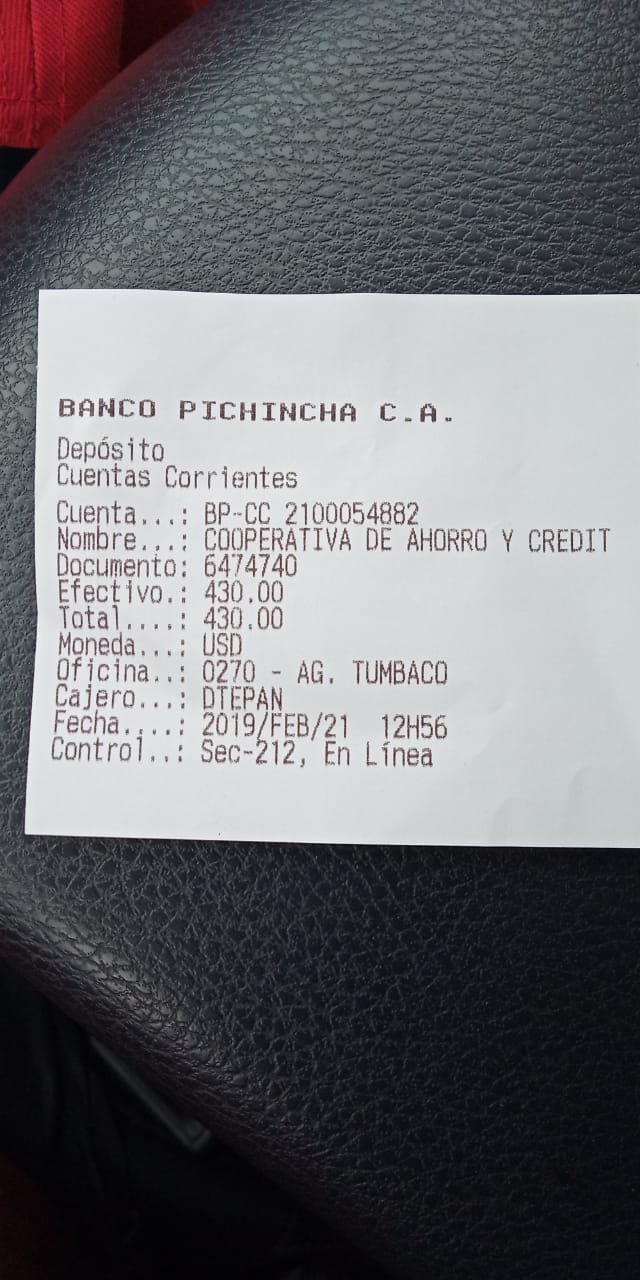 BANCO PICHINCHA C.A.
Depósito
Cuentas Corrientes
Cuenta...: BP-CC 2100054882
Nombre...: COOPERATIVA DE AHORRO Y CREDIT
Documento: 6474740
Efectivo.: 430.00
Total....: 430.00
Moneda...: USD
Oficina..: 0270 - AG. TUMBACO
Cajero...: DTEPAN
Fecha....: 2019/FEB/21 12H56
Control..: Sec-212, En Línea